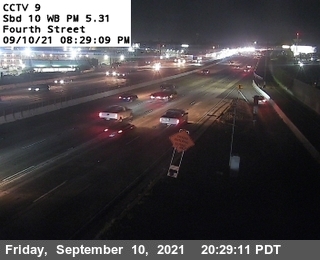 CCTV 9
Sbd 10 WB PM 5.31
Fourth Street
09/10/21 08:29:09 PM
Friday, September 10, 2021 20:29:11 PDT